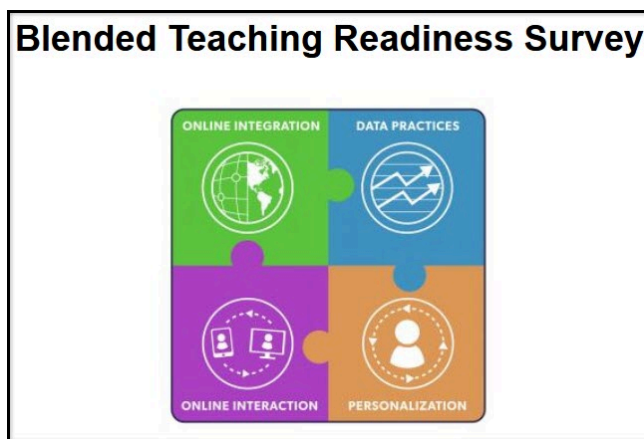 Blended Teaching Readiness Survey
ONLINE INTEGRATION
DATA PRACTICES
ONLINE INTERACTION
PERSONALIZATION